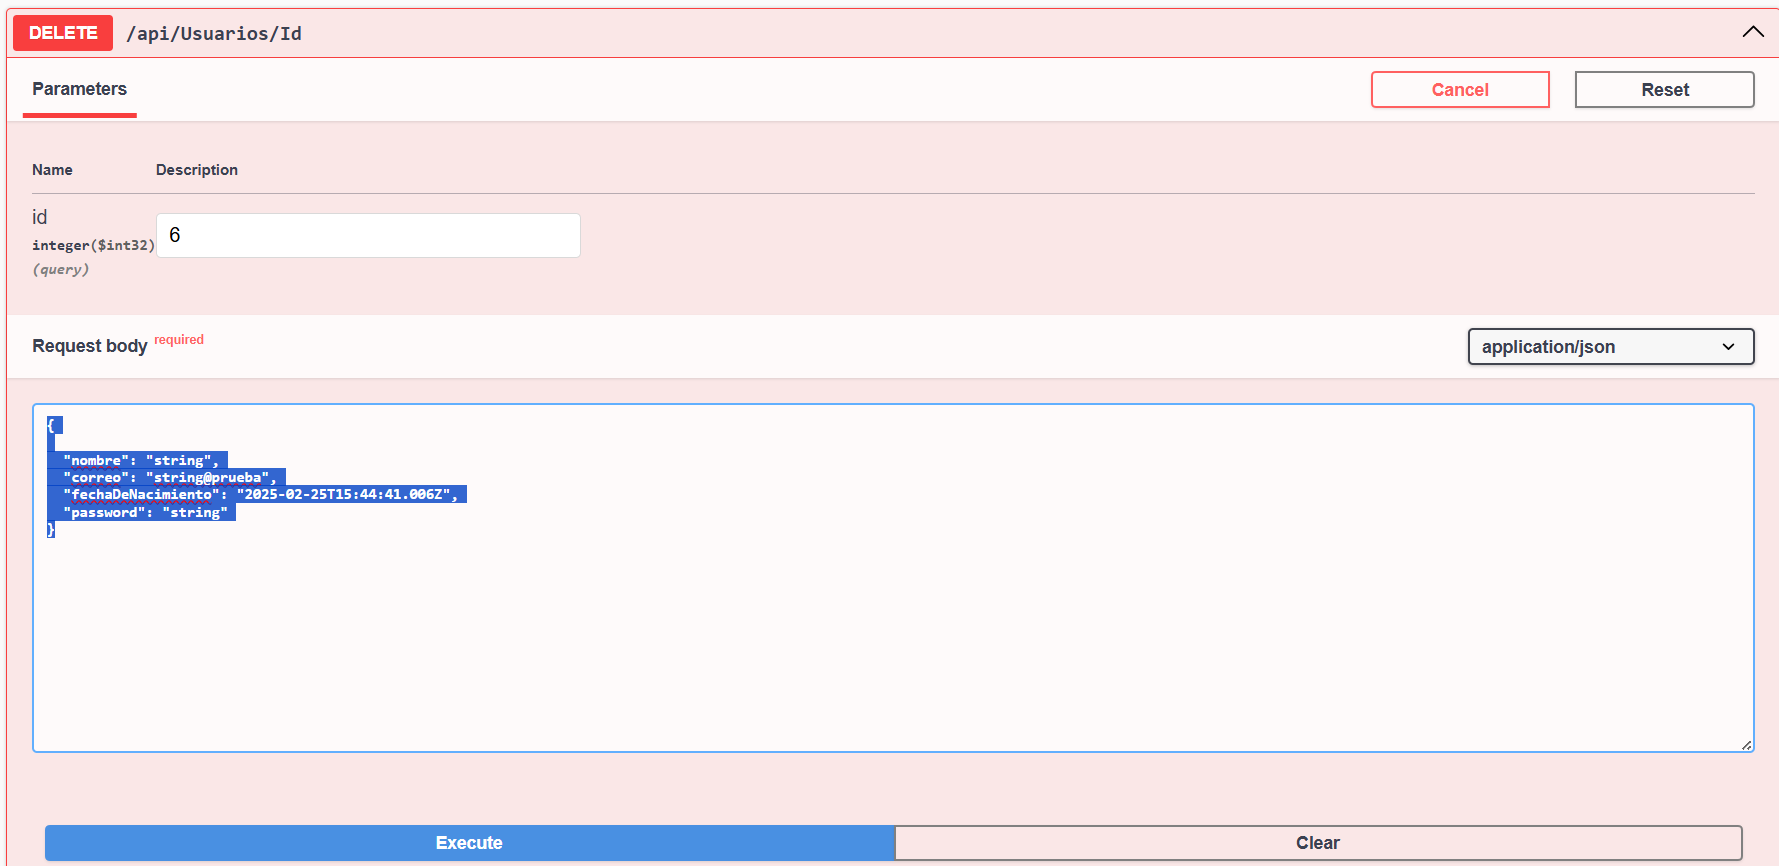 DELETE /api/Usuarios/Id
Parameters
Cancel
Reset
Name Description
id
integer($int32)
(query)
6
Request body required
application/json
{
"nombre": "string",
"correo": "string@prueba",
"fechaDeNacimiento": "2025-02-25T15:44:41.006Z",
"password": "string"
}
Execute
Clear